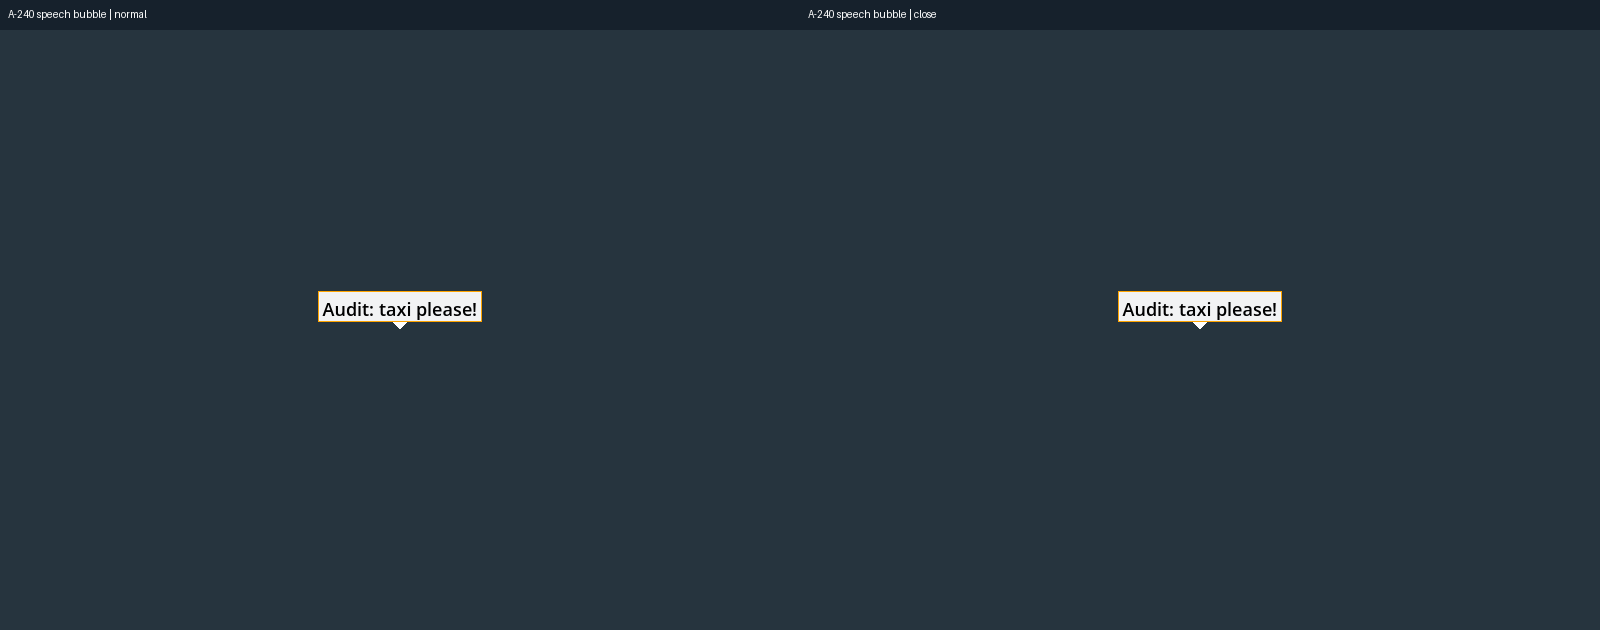 A-240 speech bubble | normal
A-240 speech bubble | close
Audit: taxi please!
Audit: taxi please!